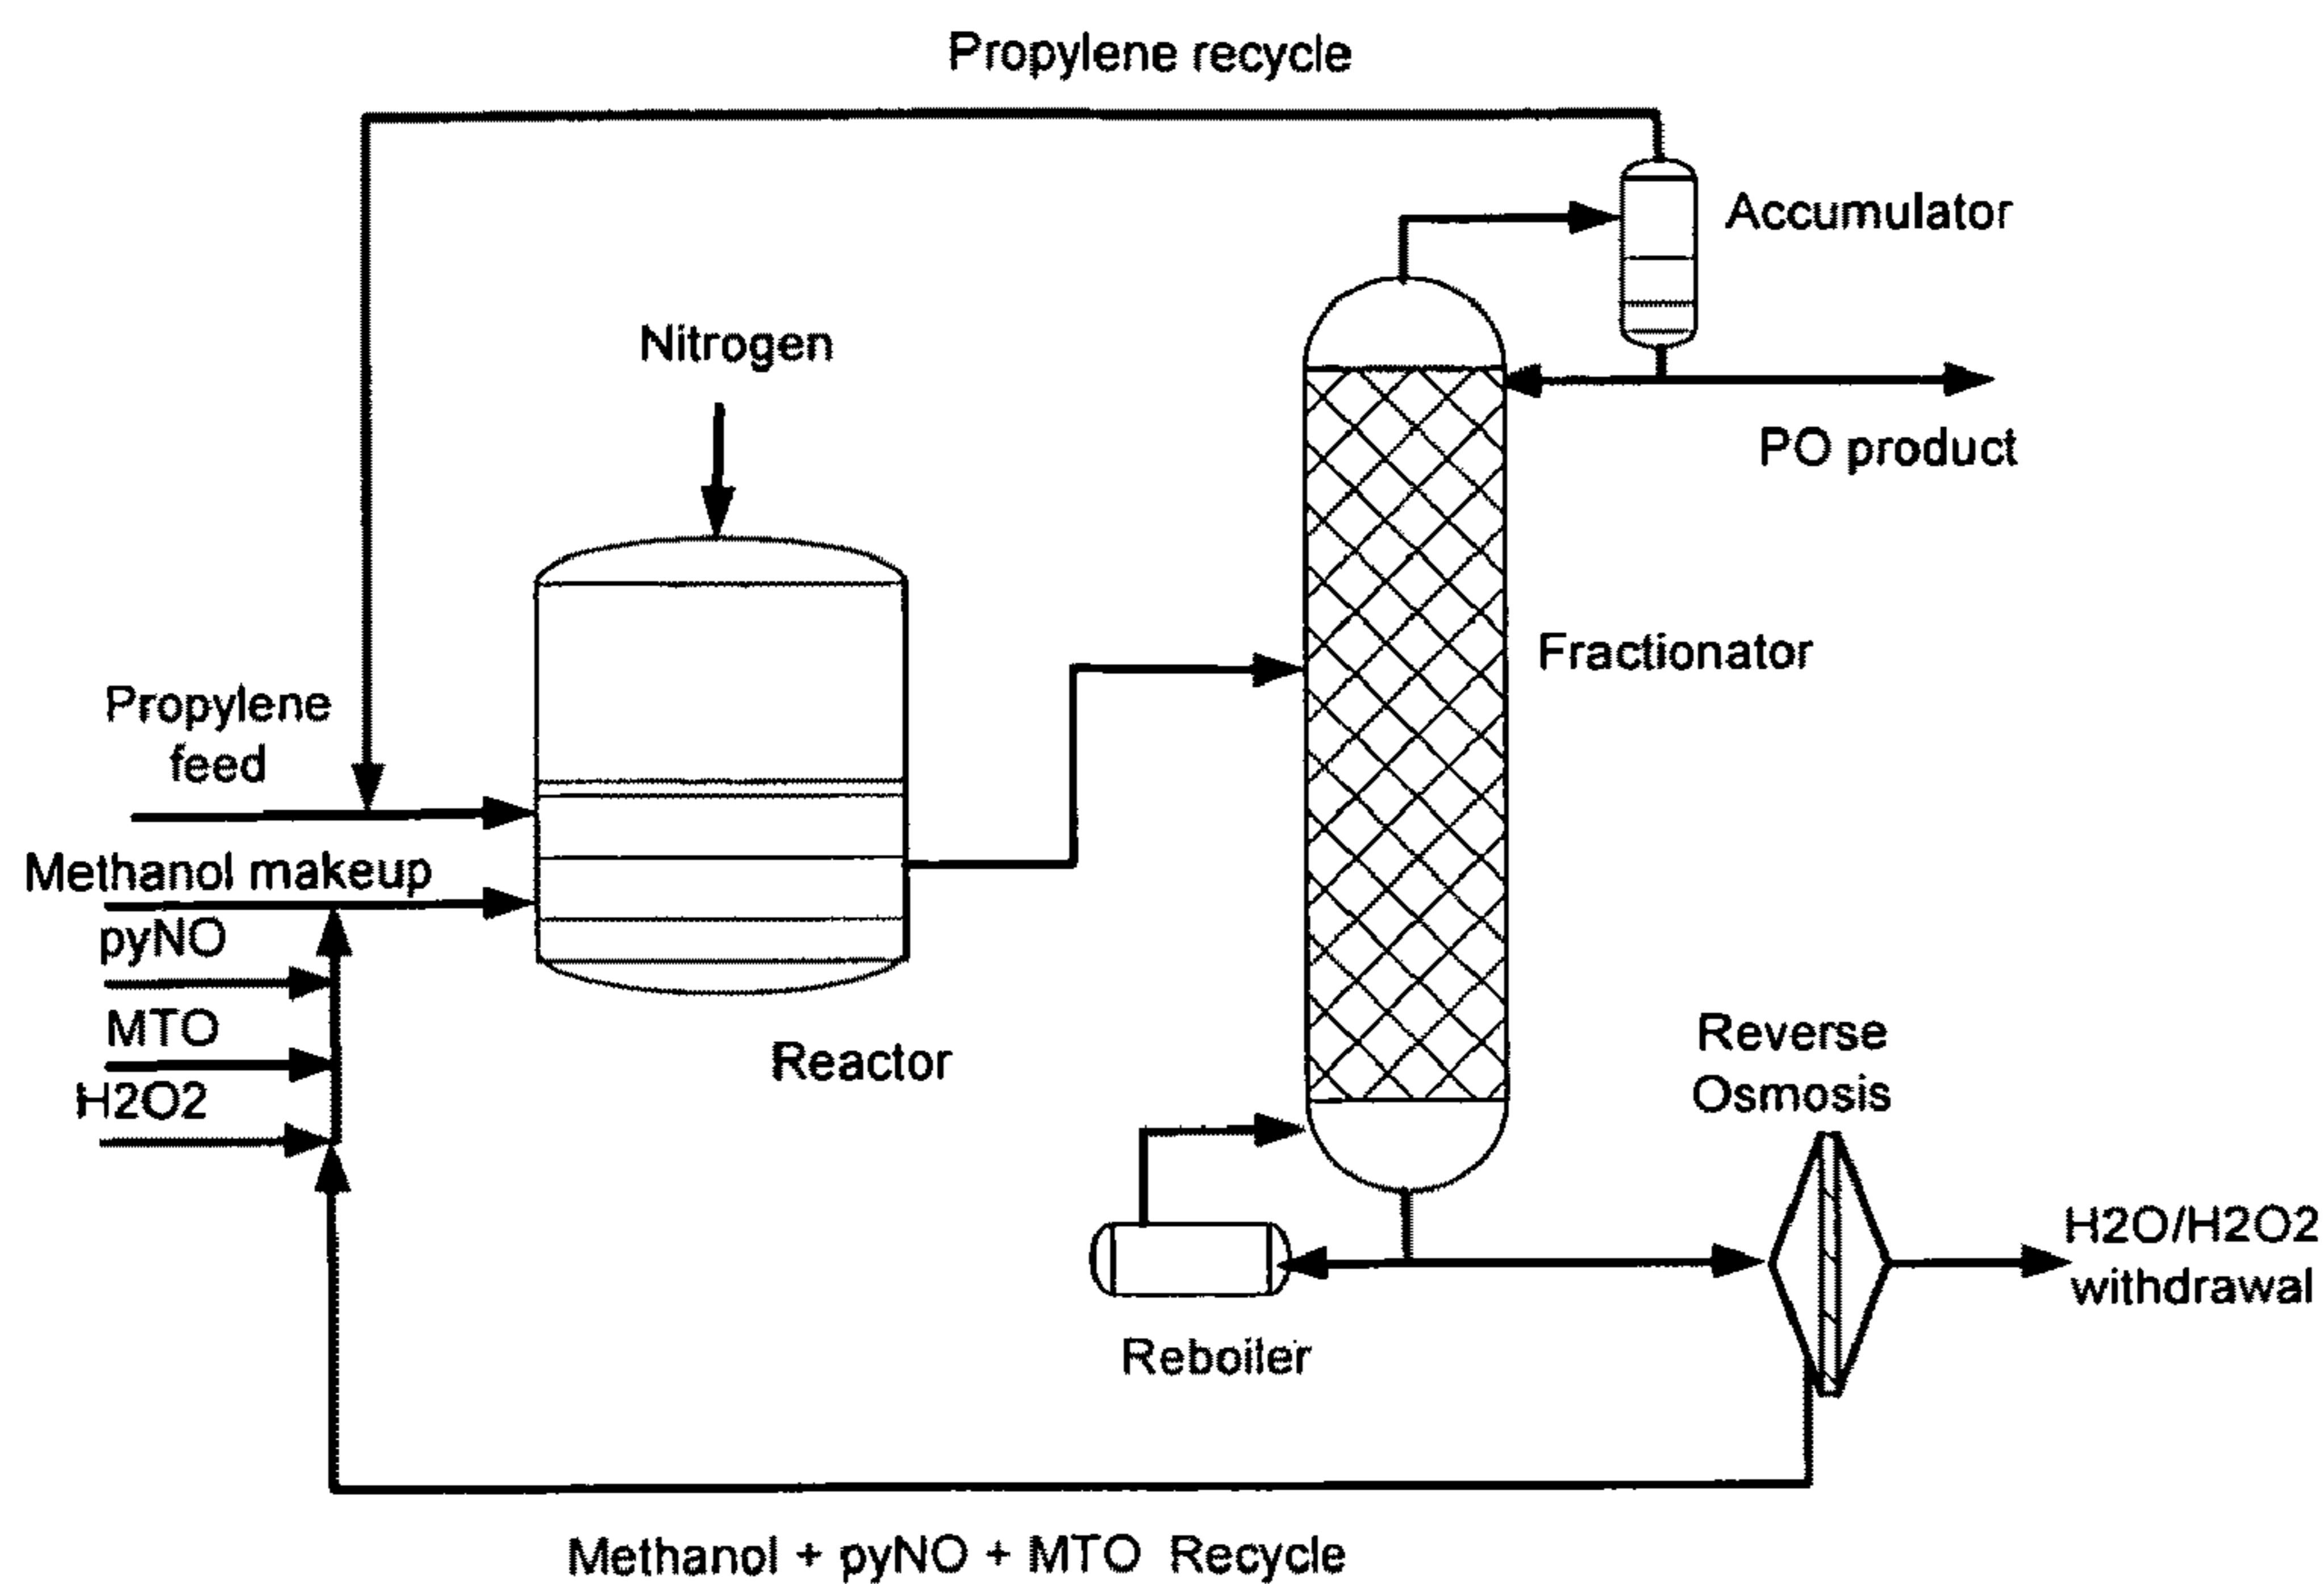 Propylene recycle
Accumulator
Nitrogen
PO product
Fractionator
Propylene
feed
Methanol makeup
pyNO
MTO
H2O2
Reactor
Reverse
Osmosis
H2O/H2O2
withdrawal
Reboiler
Methanol + pyNO + MTO Recycle